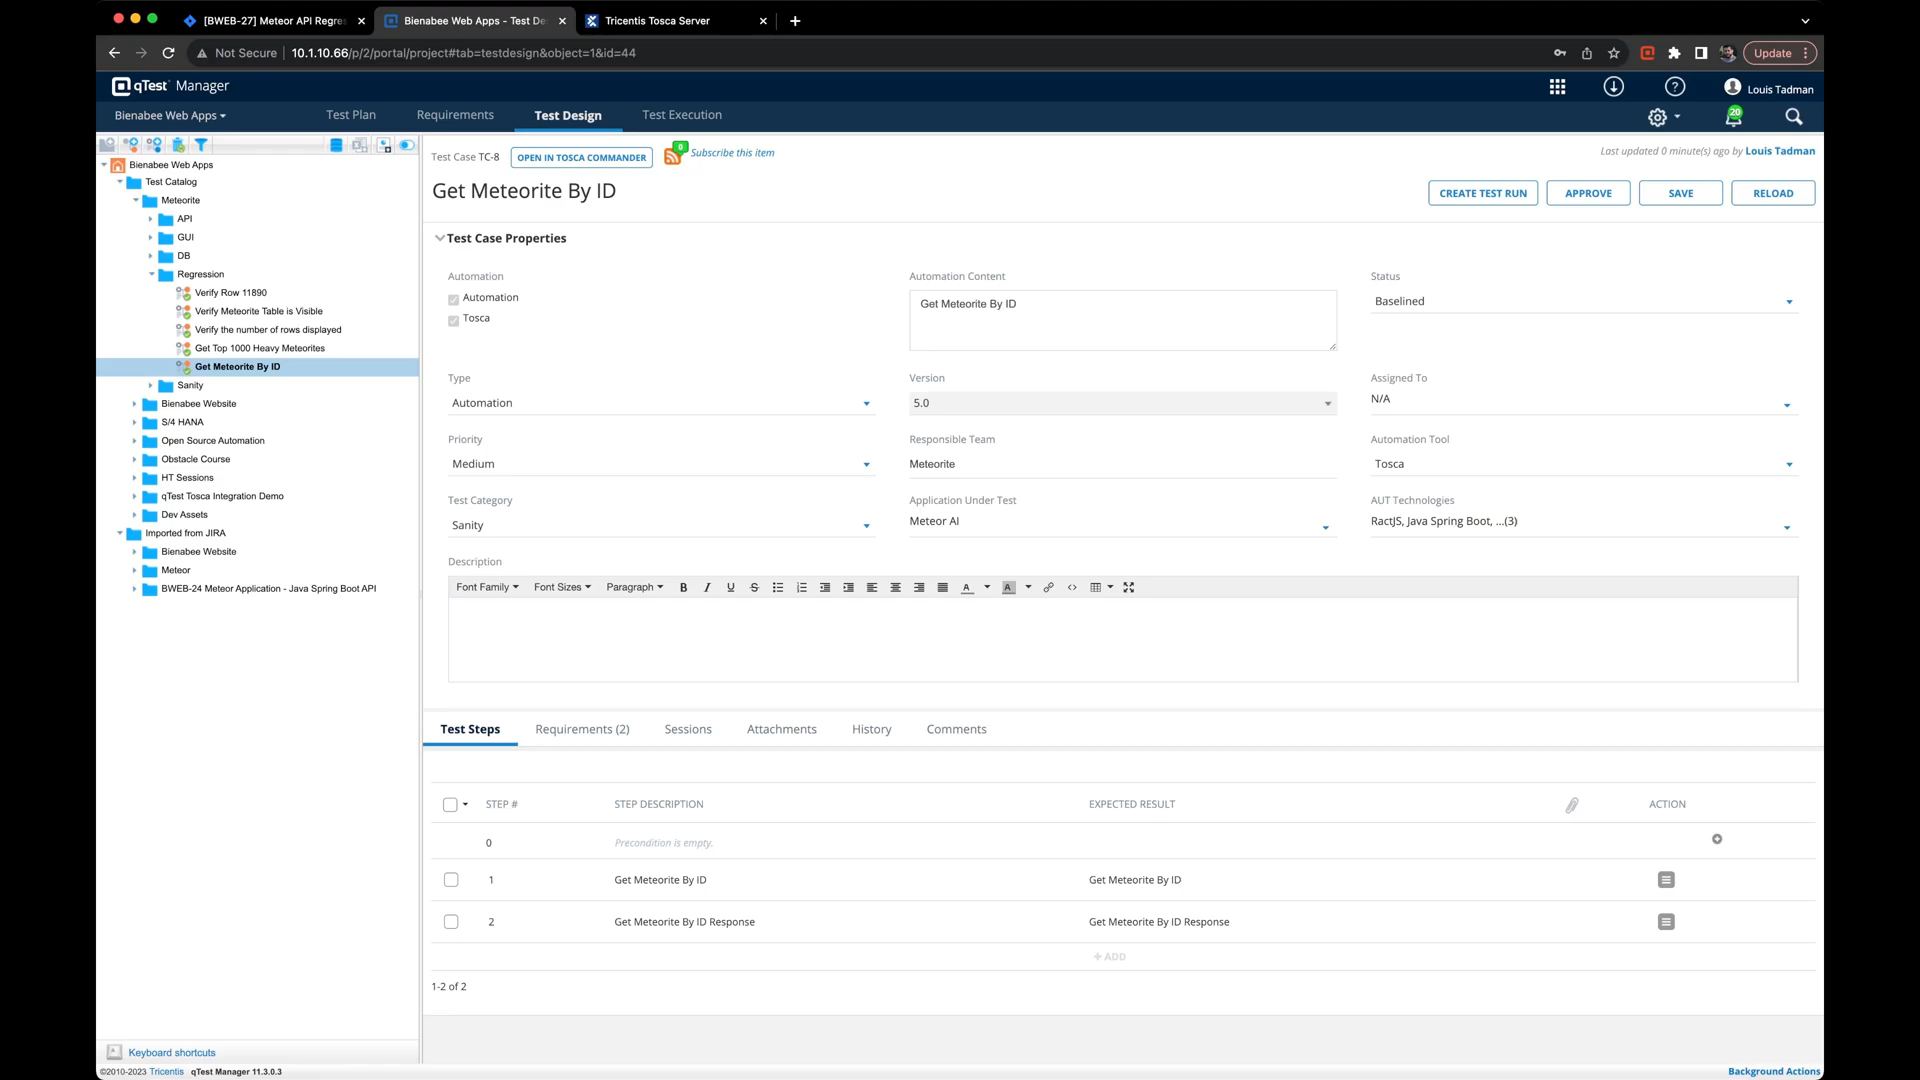 [BWEB-27] Meteor API Regres
Bienabee Web Apps - Test De
Tricentis Tosca Server
Not Secure
10.1.10.66/p/2/portal/project#tab=testdesign&object=1&id=44
Update
qTest Manager
Louis Tadman
Bienabee Web Apps
Test Plan
Requirements
Test Design
Test Execution
20
Bienabee Web Apps
Test Catalog
Meteorite
API
GUI
DB
Regression
Verify Row 11890
Verify Meteorite Table is Visible
Verify the number of rows displayed
Get Top 1000 Heavy Meteorites
Get Meteorite By ID
Sanity
Bienabee Website
S/4 HANA
Open Source Automation
Obstacle Course
HT Sessions
qTest Tosca Integration Demo
Dev Assets
Imported from JIRA
Bienabee Website
Meteor
BWEB-24 Meteor Application - Java Spring Boot API
Keyboard shortcuts
©2010-2023 Tricentis qTest Manager 11.3.0.3
Test Case TC-8
OPEN IN TOSCA COMMANDER
0
Subscribe this item
Last updated 0 minute(s) ago by Louis Tadman
Get Meteorite By ID
CREATE TEST RUN
APPROVE
SAVE
RELOAD
Test Case Properties
Automation
Automation
Tosca
Automation Content
Get Meteorite By ID
Status
Baselined
Type
Automation
Version
5.0
Assigned To
N/A
Priority
Medium
Responsible Team
Meteorite
Automation Tool
Tosca
Test Category
Sanity
Application Under Test
Meteor AI
AUT Technologies
RactJS, Java Spring Boot, ...(3)
Description
Font Family
Font Sizes
Paragraph
B I U S
A
A
Test Steps
Requirements (2)
Sessions
Attachments
History
Comments
STEP #
STEP DESCRIPTION
EXPECTED RESULT
ACTION
0
Precondition is empty.
1
Get Meteorite By ID
Get Meteorite By ID
2
Get Meteorite By ID Response
Get Meteorite By ID Response
+ ADD
1-2 of 2
Background Actions